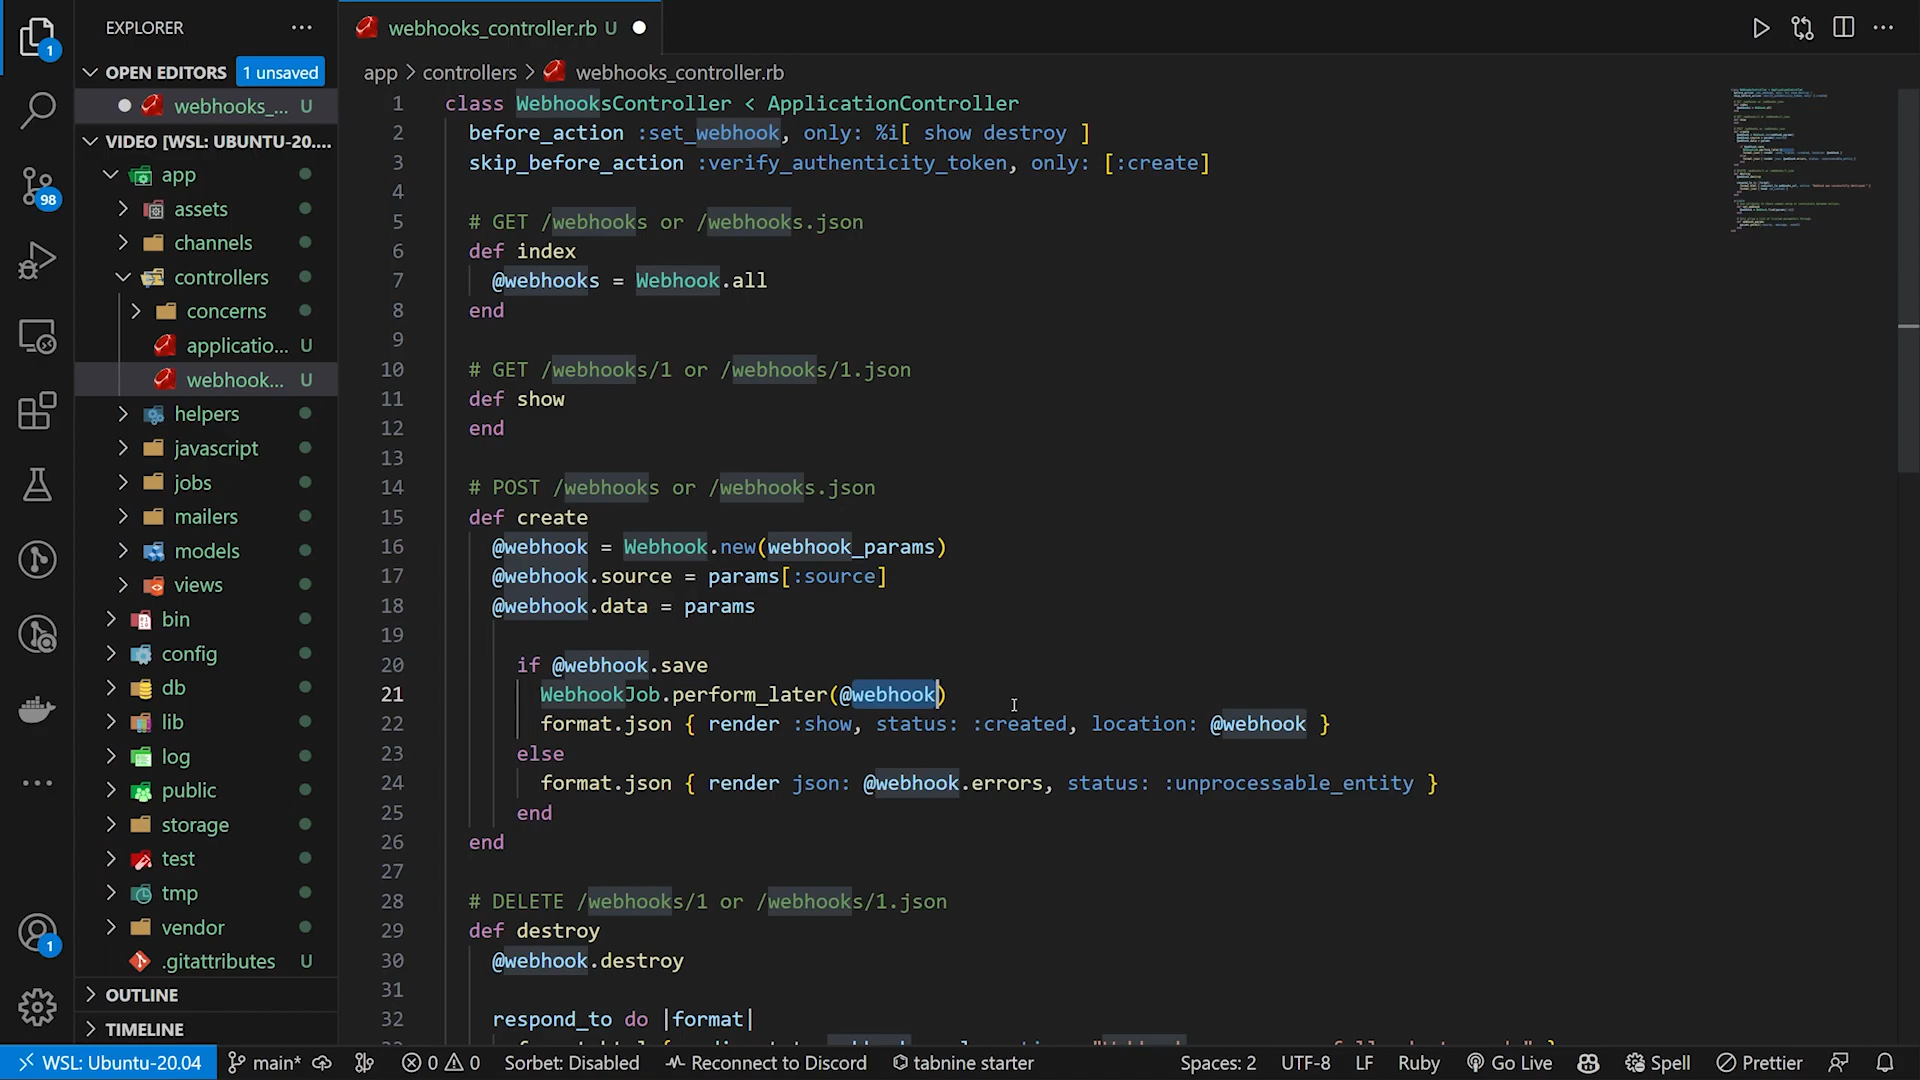 EXPLORER
webhooks_controller.rb U
OPEN EDITORS 1 unsaved
webhooks_... U
VIDEO [WSL: UBUNTU-20....
app
assets
channels
controllers
concerns
applicatio... U
webhook... U
helpers
javascript
jobs
mailers
models
views
bin
config
db
lib
log
public
storage
test
tmp
vendor
.gitattributes U
OUTLINE
TIMELINE
1
98
1
app > controllers > webhooks_controller.rb
1 class WebhooksController < ApplicationController
2 before_action :set_webhook, only: %i[ show destroy ]
3 skip_before_action :verify_authenticity_token, only: [:create]
4
5 # GET /webhooks or /webhooks.json
6 def index
7 @webhooks = Webhook.all
8 end
9
10 # GET /webhooks/1 or /webhooks/1.json
11 def show
12 end
13
14 # POST /webhooks or /webhooks.json
15 def create
16 @webhook = Webhook.new(webhook_params)
17 @webhook.source = params[:source]
18 @webhook.data = params
19
20 if @webhook.save
21 WebhookJob.perform_later(@webhook)
22 format.json { render :show, status: :created, location: @webhook }
23 else
24 format.json { render json: @webhook.errors, status: :unprocessable_entity }
25 end
26 end
27
28 # DELETE /webhooks/1 or /webhooks/1.json
29 def destroy
30 @webhook.destroy
31
32 respond_to do |format|
WSL: Ubuntu-20.04 main* 0 0 Sorbet: Disabled Reconnect to Discord tabnine starter Spaces: 2 UTF-8 LF Ruby Go Live Spell Prettier